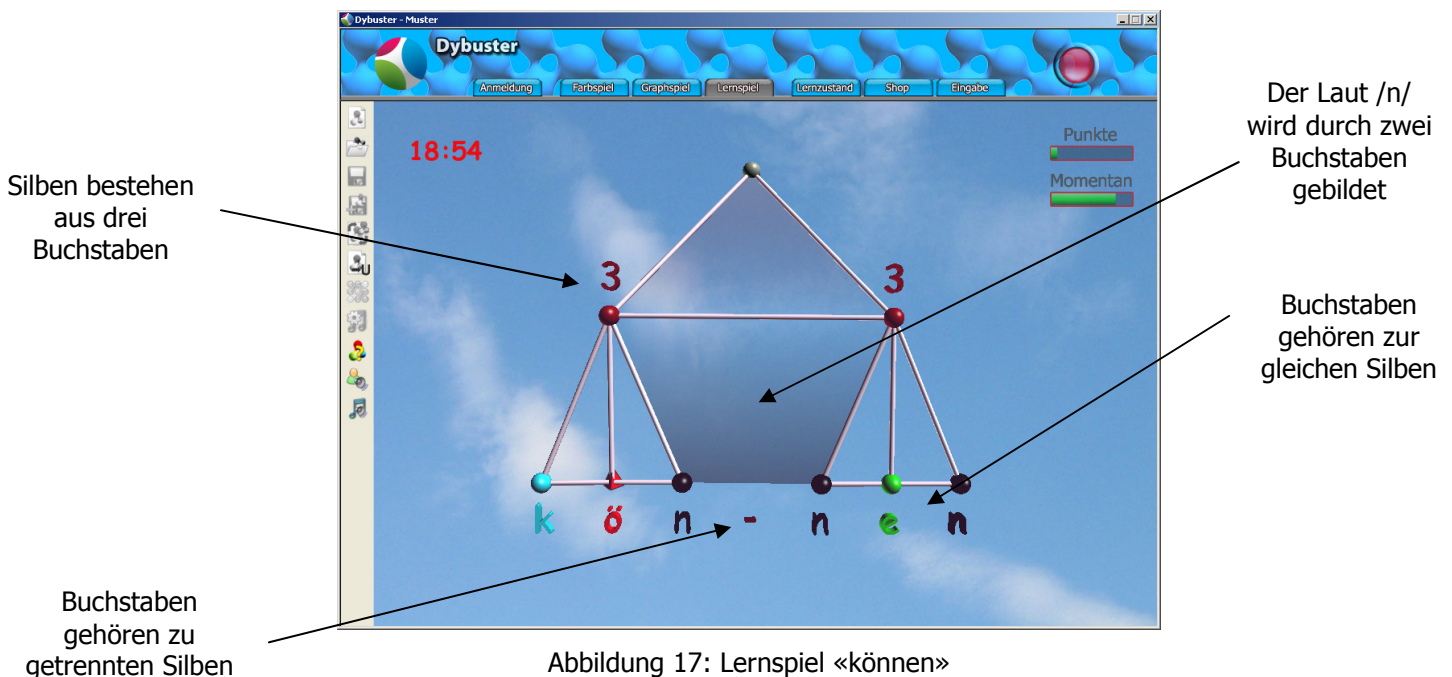 Dybuster - Muster
Dybuster
Anmeldung Farbspiel Graphspiel Lernspiel Lernzustand Shop Eingabe
18:54
Punkte
Momentan
Der Laut /n/
wird durch zwei
Buchstaben
gebildet
Silben bestehen
aus drei
Buchstaben
3 3
Buchstaben
gehören zur
gleichen Silben
k ö n - n e n
Buchstaben
gehören zu
getrennten Silben
Abbildung 17: Lernspiel «können»